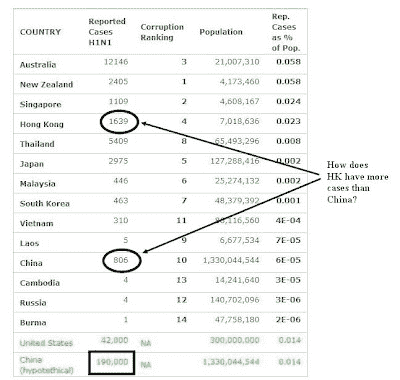 COUNTRY Reported Cases H1N1 Corruption Ranking Population Rep. Cases as % of Pop.
Australia 12146 3 21,007,310 0.058
New Zealand 2405 1 4,173,460 0.058
Singapore 1109 2 4,608,167 0.024
Hong Kong 1639 4 7,018,636 0.023
Thailand 5409 8 65,493,296 0.008
Japan 2975 5 127,288,416 0.002
Malaysia 446 6 25,274,132 0.002
South Korea 463 7 48,379,392 0.001
Vietnam 310 11 86,116,560 4E-04
Laos 5 9 6,677,534 7E-05
China 806 10 1,330,044,544 6E-05
Cambodia 4 13 14,241,640 3E-05
Russia 4 12 140,702,096 3E-06
Burma 1 14 47,758,180 2E-06
United States 42,000 NA 300,000,000 0.014
China (hypotethical) 190,000 NA 1,330,044,544 0.014
How does
HK have more
cases than
China?